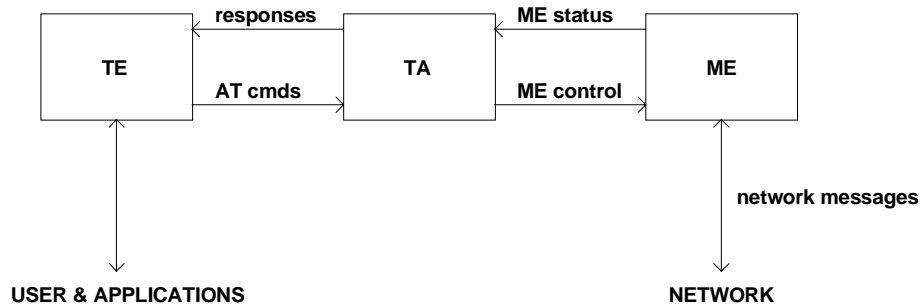 responses
ME status
TE
TA
ME
AT cmds
ME control
network messages
USER & APPLICATIONS
NETWORK